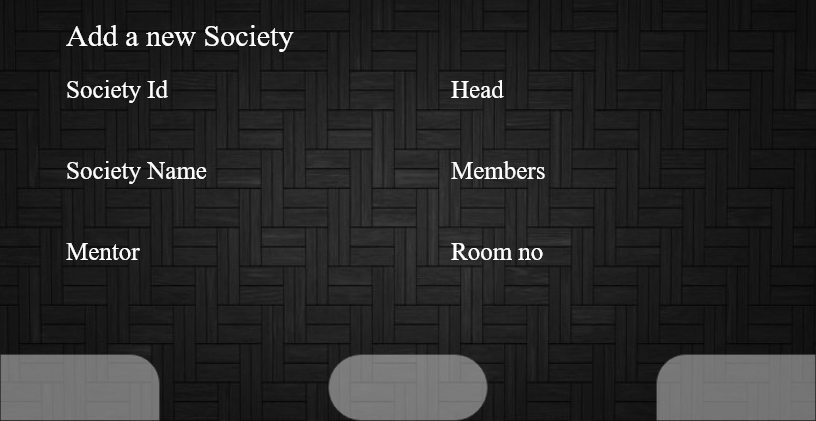 Add a new Society
Society Id
Head
Society Name
Members
Mentor
Room no